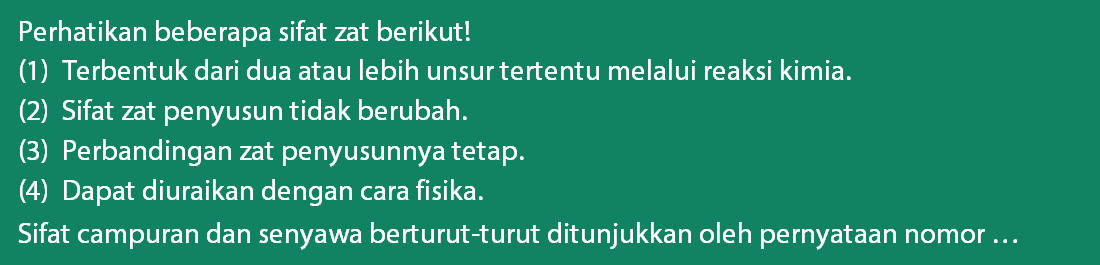 Perhatikan beberapa sifat zat berikut!
(1) Terbentuk dari dua atau lebih unsur tertentu melalui reaksi kimia.
(2) Sifat zat penyusun tidak berubah.
(3) Perbandingan zat penyusunnya tetap.
(4) Dapat diuraikan dengan cara fisika.
Sifat campuran dan senyawa berturut-turut ditunjukkan oleh pernyataan nomor ...